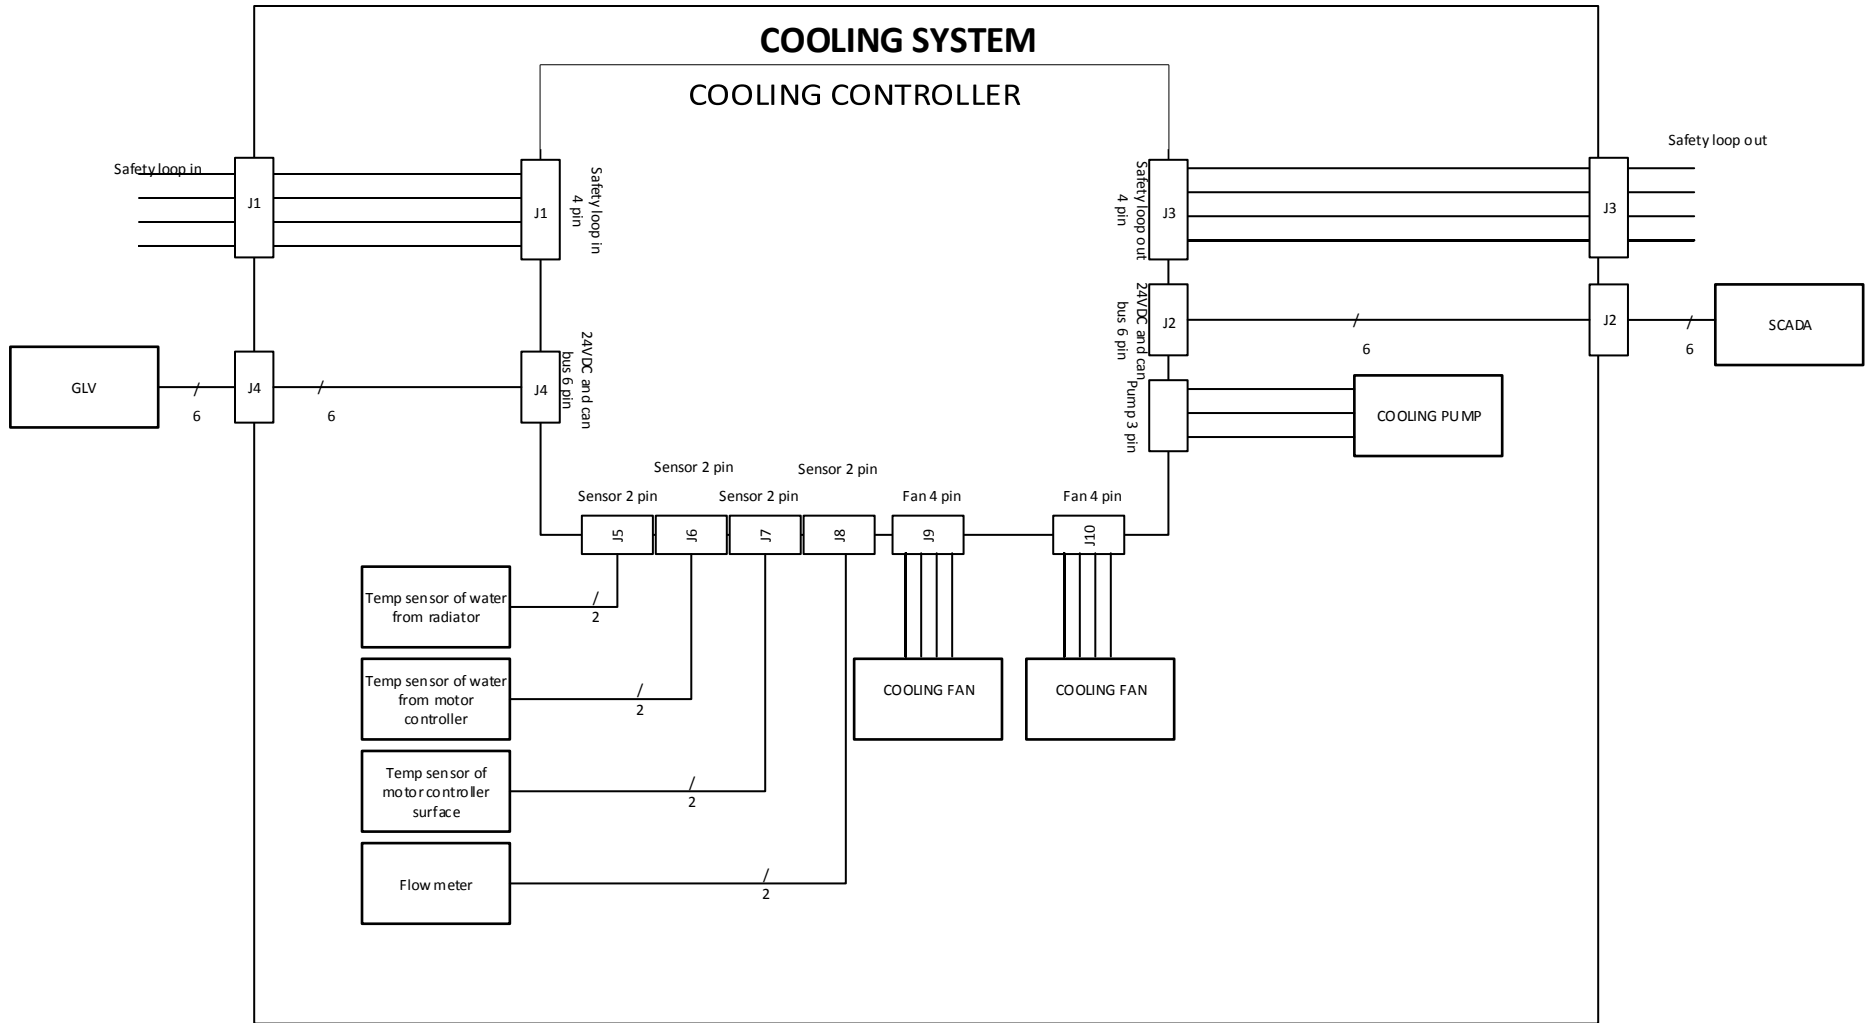 COOLING SYSTEM
COOLING CONTROLLER
Safety loop in
J1
J1
Safety loop in
4 pin
Safety loop out
4 pin
J3
J3
Safety loop out
GLV
6
J4
6
J4
24VDC and can
bus 6 pin
24VDC and can
bus 6 pin
J2
6
J2
6
SCADA
Pump 3 pin
COOLING PUMP
Sensor 2 pin
Sensor 2 pin
Sensor 2 pin
Sensor 2 pin
Fan 4 pin
Fan 4 pin
J5
J6
J7
J8
J9
J10
Temp sensor of water
from radiator
2
Temp sensor of water
from motor
controller
2
Temp sensor of
motor controller
surface
2
Flow meter
2
COOLING FAN
COOLING FAN